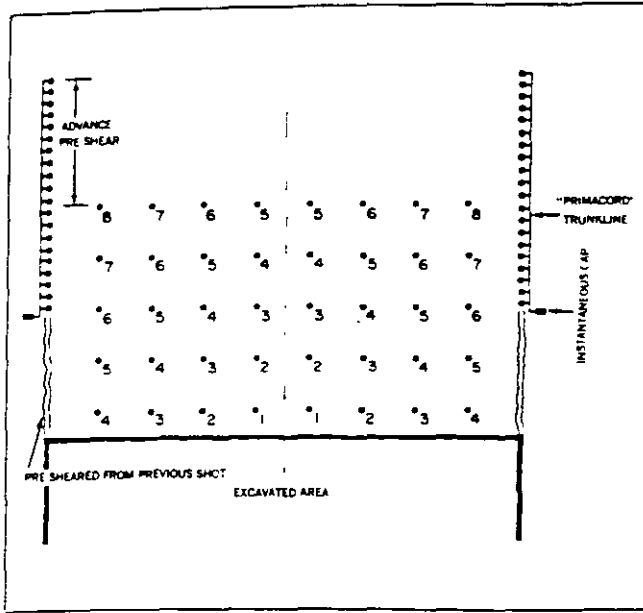 ADVANCE
PRE SHEAR
"PRIMACORD"
TRUNKLINE
8 7 6 5 5 6 7 8
7 6 5 4 4 5 6 7
INSTANTANEOUS CAP
6 5 4 3 3 4 5 6
5 4 3 2 2 3 4 5
4 3 2 1 1 2 3 4
PRE SHEARED FROM PREVIOUS SHOT
EXCAVATED AREA